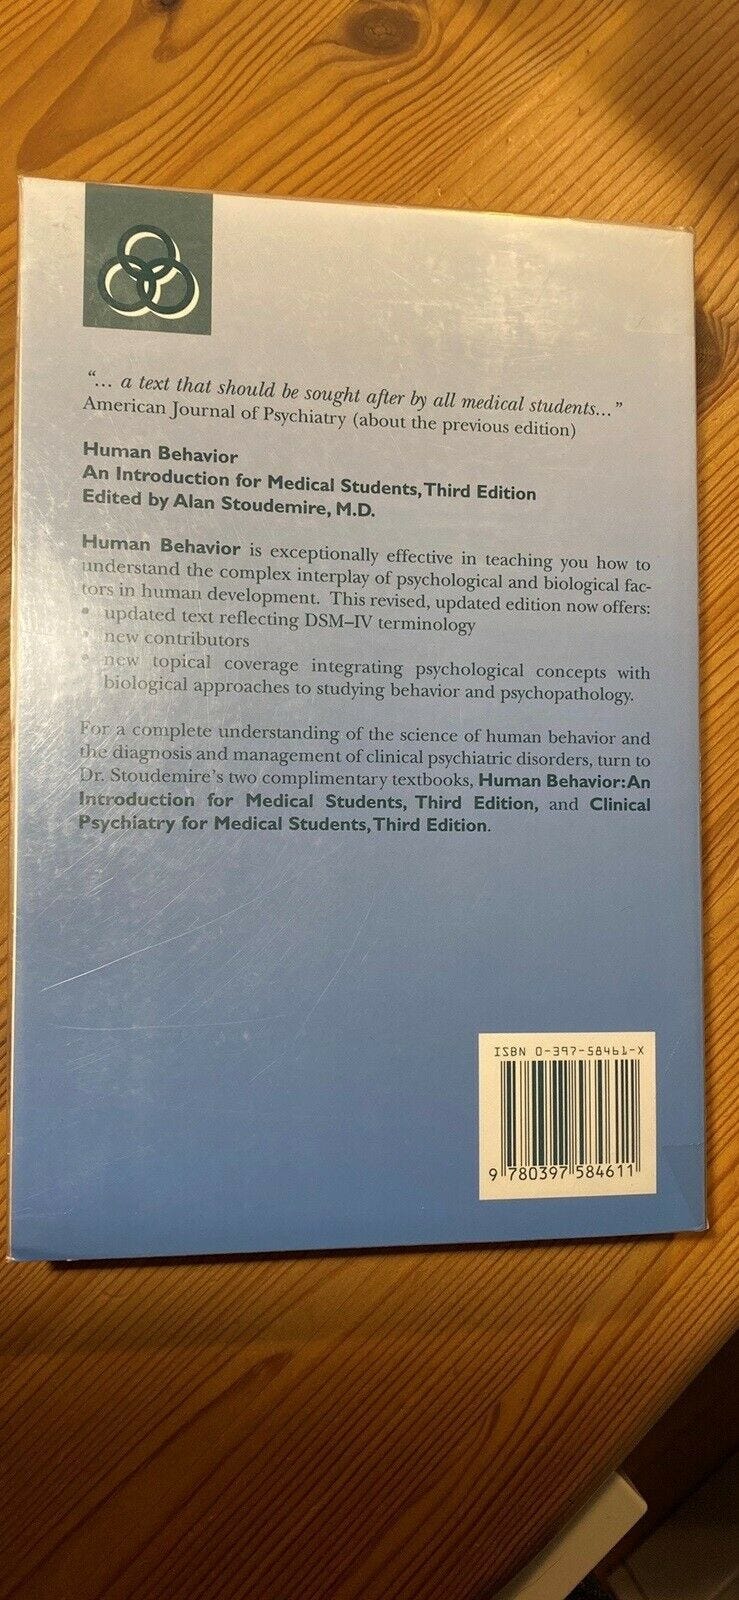 “... a text that should be sought after by all medical students...”
American Journal of Psychiatry (about the previous edition)
Human Behavior
An Introduction for Medical Students, Third Edition
Edited by Alan Stoudemire, M.D.
Human Behavior is exceptionally effective in teaching you how to
understand the complex interplay of psychological and biological fac-
tors in human development. This revised, updated edition now offers:
• updated text reflecting DSM–IV terminology
• new contributors
• new topical coverage integrating psychological concepts with
biological approaches to studying behavior and psychopathology.
For a complete understanding of the science of human behavior and
the diagnosis and management of clinical psychiatric disorders, turn to
Dr. Stoudemire's two complimentary textbooks, Human Behavior: An
Introduction for Medical Students, Third Edition, and Clinical
Psychiatry for Medical Students, Third Edition.
ISBN 0-397-58461-X
9 780397 584611